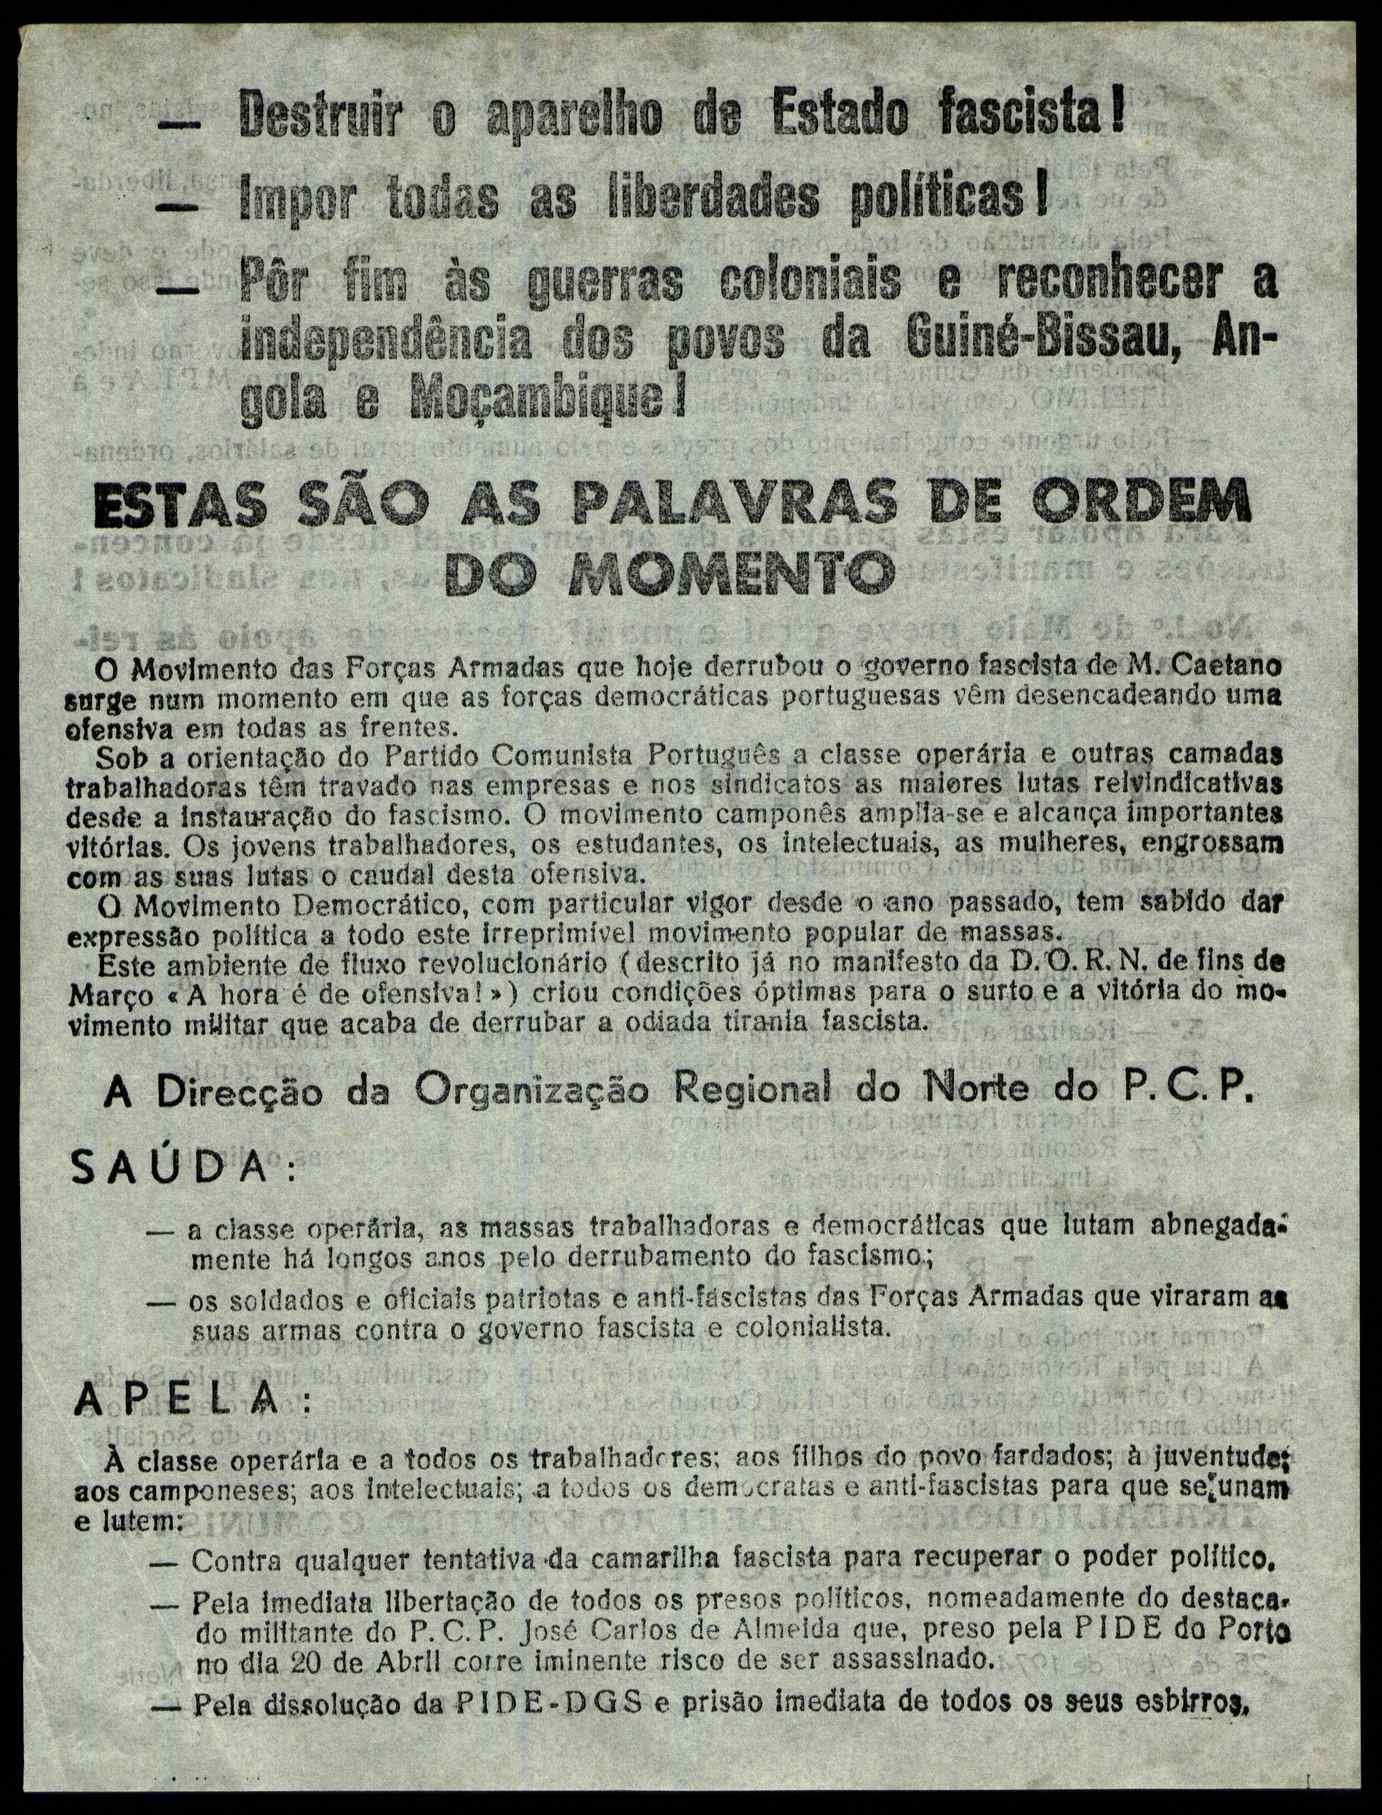 — Destruir o aparelho de Estado fascista!
— Impor todas as liberdades políticas!
— Pôr fim às guerras coloniais e reconhecer a
independência dos povos da Guiné-Bissau, An-
gola e Moçambique!
ESTAS SÃO AS PALAVRAS DE ORDEM
DO MOMENTO
O Movimento das Forças Armadas que hoje derrubou o governo fascista de M. Caetano
surge num momento em que as forças democráticas portuguesas vêm desencadeando uma
ofensiva em todas as frentes.
Sob a orientação do Partido Comunista Português a classe operária e outras camadas
trabalhadoras têm travado nas empresas e nos sindicatos as maiores lutas reivindicativas
desde a instauração do fascismo. O movimento camponês amplia-se e alcança importantes
vitórias. Os jovens trabalhadores, os estudantes, os intelectuais, as mulheres, engrossam
com as suas lutas o caudal desta ofensiva.
O Movimento Democrático, com particular vigor desde o ano passado, tem sabido dar
expressão política a todo este irreprimível movimento popular de massas.
Este ambiente de fluxo revolucionário (descrito já no manifesto da D. O. R. N. de fins de
Março «A hora é de ofensiva!») criou condições óptimas para o surto e a vitória do mo-
vimento militar que acaba de derrubar a odiada tirania fascista.
A Direcção da Organização Regional do Norte do P. C. P.
SAÚDA:
— a classe operária, as massas trabalhadoras e democráticas que lutam abnegada-
mente há longos anos pelo derrubamento do fascismo;
— os soldados e oficiais patriotas e anti-fascistas das Forças Armadas que viraram as
suas armas contra o governo fascista e colonialista.
APELA:
À classe operária e a todos os trabalhadores; aos filhos do povo fardados; à juventude;
aos camponeses; aos intelectuais; a todos os democratas e anti-fascistas para que se unam
e lutem:
— Contra qualquer tentativa da camarilha fascista para recuperar o poder político.
— Pela imediata libertação de todos os presos políticos, nomeadamente do destaca-
do militante do P. C. P. José Carlos de Almeida que, preso pela PIDE do Porto
no dia 20 de Abril corre iminente risco de ser assassinado.
— Pela dissolução da PIDE-DGS e prisão imediata de todos os seus esbirros.